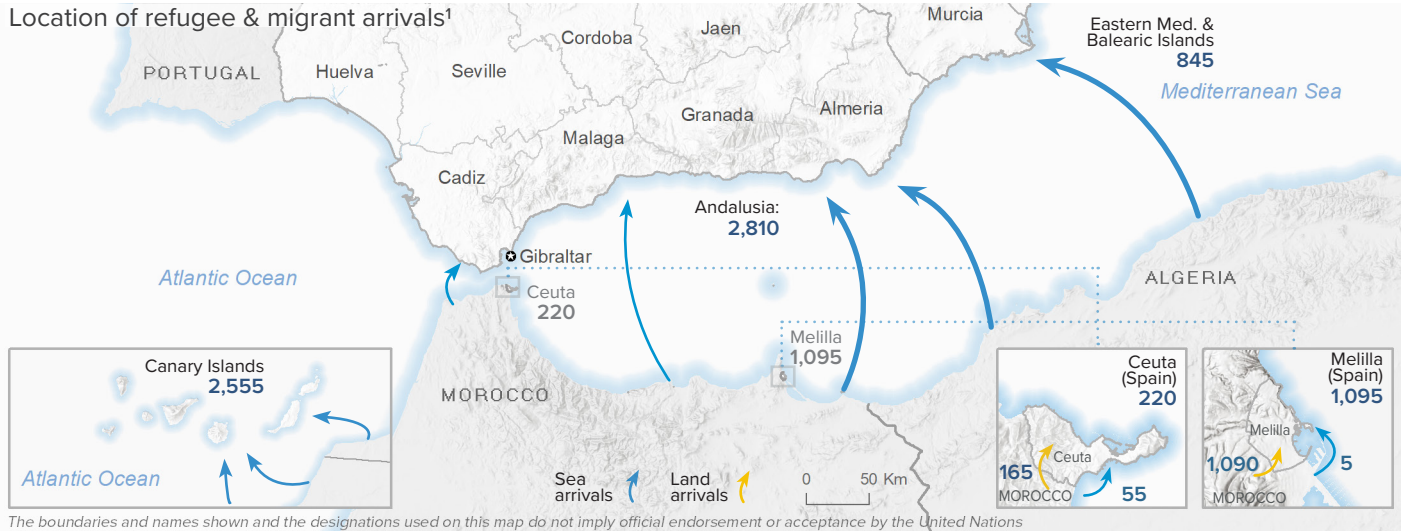 Location of refugee & migrant arrivals¹
Murcia
Jaen
Cordoba
Eastern Med. &
Balearic Islands
845
PORTUGAL
Huelva
Seville
Mediterranean Sea
Granada
Almeria
Malaga
Cadiz
Andalusia:
2,810
Gibraltar
Atlantic Ocean
ALGERIA
Ceuta
220
Melilla
1,095
Canary Islands
2,555
Atlantic Ocean
MOROCCO
Sea
arrivals
Land
arrivals
0 50 Km
Ceuta
(Spain)
220
Ceuta
165
MOROCCO
55
Melilla
(Spain)
1,095
Melilla
1,090
5
MOROCCO
The boundaries and names shown and the designations used on this map do not imply official endorsement or acceptance by the United Nations